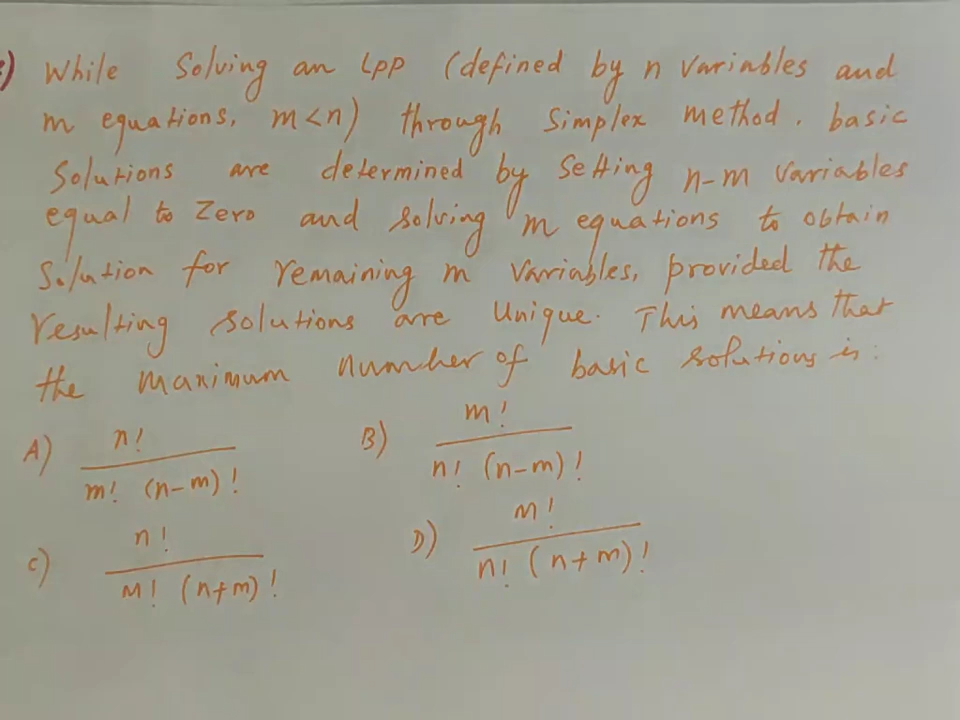 ) While Solving an LPP (defined by n variables and
m equations, m<n) through Simplex method. basic
Solutions are determined by Setting n-m variables
equal to Zero and solving m equations to obtain
Solution for remaining m variables, provided the
resulting solutions are Unique. This means that
the maximum number of basic solutions is:
A) n! / m! (n-m)! B) m! / n! (n-m)!
C) n! / m! (n+m)! D) m! / n! (n+m)!